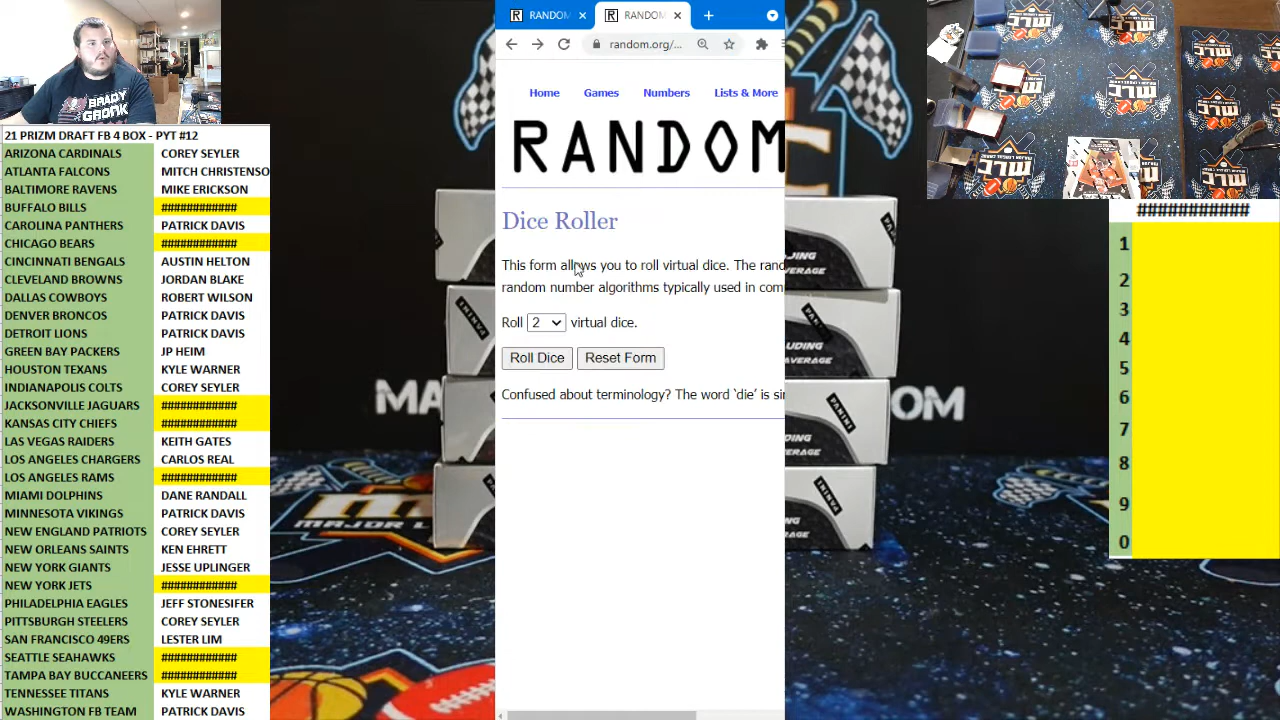 BRADY
GRONK
21 PRIZM DRAFT FB 4 BOX - PYT #12
ARIZONA CARDINALS COREY SEYLER
ATLANTA FALCONS MITCH CHRISTENSO
BALTIMORE RAVENS MIKE ERICKSON
BUFFALO BILLS ############
CAROLINA PANTHERS PATRICK DAVIS
CHICAGO BEARS ############
CINCINNATI BENGALS AUSTIN HELTON
CLEVELAND BROWNS JORDAN BLAKE
DALLAS COWBOYS ROBERT WILSON
DENVER BRONCOS PATRICK DAVIS
DETROIT LIONS PATRICK DAVIS
GREEN BAY PACKERS JP HEIM
HOUSTON TEXANS KYLE WARNER
INDIANAPOLIS COLTS COREY SEYLER
JACKSONVILLE JAGUARS ############
KANSAS CITY CHIEFS ############
LAS VEGAS RAIDERS KEITH GATES
LOS ANGELES CHARGERS CARLOS REAL
LOS ANGELES RAMS ############
MIAMI DOLPHINS DANE RANDALL
MINNESOTA VIKINGS PATRICK DAVIS
NEW ENGLAND PATRIOTS COREY SEYLER
NEW ORLEANS SAINTS KEN EHRETT
NEW YORK GIANTS JESSE UPLINGER
NEW YORK JETS ############
PHILADELPHIA EAGLES JEFF STONESIFER
PITTSBURGH STEELERS COREY SEYLER
SAN FRANCISCO 49ERS LESTER LIM
SEATTLE SEAHAWKS ############
TAMPA BAY BUCCANEERS ############
TENNESSEE TITANS KYLE WARNER
WASHINGTON FB TEAM PATRICK DAVIS
RANDOM
RANDOM
random.org/...
Home Games Numbers Lists & More
RANDOM
Dice Roller
This form allows you to roll virtual dice. The rand
random number algorithms typically used in com
Roll 2 virtual dice.
Roll Dice Reset Form
Confused about terminology? The word ‘die’ is sin
PANINI
PANINI
MA
OM
MAJOR L
###########
1
2
3
4
5
6
7
8
9
0